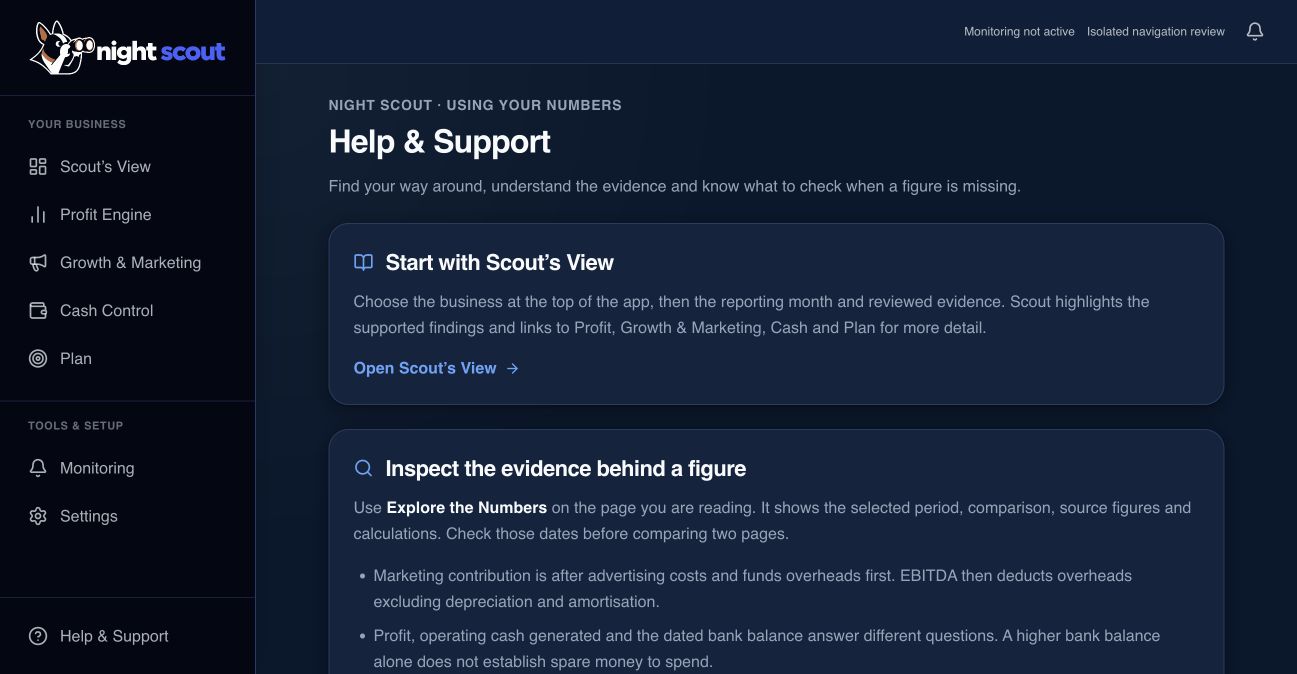 night scout
YOUR BUSINESS
Scout’s View
Profit Engine
Growth & Marketing
Cash Control
Plan
TOOLS & SETUP
Monitoring
Settings
Help & Support
Monitoring not active
Isolated navigation review
NIGHT SCOUT · USING YOUR NUMBERS
Help & Support
Find your way around, understand the evidence and know what to check when a figure is missing.
Start with Scout’s View
Choose the business at the top of the app, then the reporting month and reviewed evidence. Scout highlights the
supported findings and links to Profit, Growth & Marketing, Cash and Plan for more detail.
Open Scout’s View →
Inspect the evidence behind a figure
Use Explore the Numbers on the page you are reading. It shows the selected period, comparison, source figures and
calculations. Check those dates before comparing two pages.
• Marketing contribution is after advertising costs and funds overheads first. EBITDA then deducts overheads
excluding depreciation and amortisation.
• Profit, operating cash generated and the dated bank balance answer different questions. A higher bank balance
alone does not establish spare money to spend.